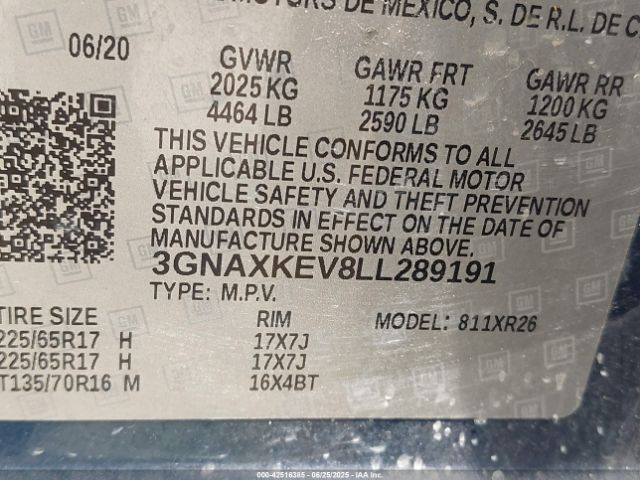 MOTORS DE MEXICO, S. DE R.L. DE C
06/20
GVWR GAWR FRT GAWR RR
2025 KG 1175 KG 1200 KG
4464 LB 2590 LB 2645 LB
THIS VEHICLE CONFORMS TO ALL
APPLICABLE U.S. FEDERAL MOTOR
VEHICLE SAFETY AND THEFT PREVENTION
STANDARDS IN EFFECT ON THE DATE OF
MANUFACTURE SHOWN ABOVE.
3GNAXKEV8LL289191
TYPE: M.P.V.
TIRE SIZE RIM MODEL: 811XR26
225/65R17 H 17X7J
225/65R17 H 17X7J
T135/70R16 M 16X4BT
GM
© 42516385 - 06/25/2025 - IAA Inc.